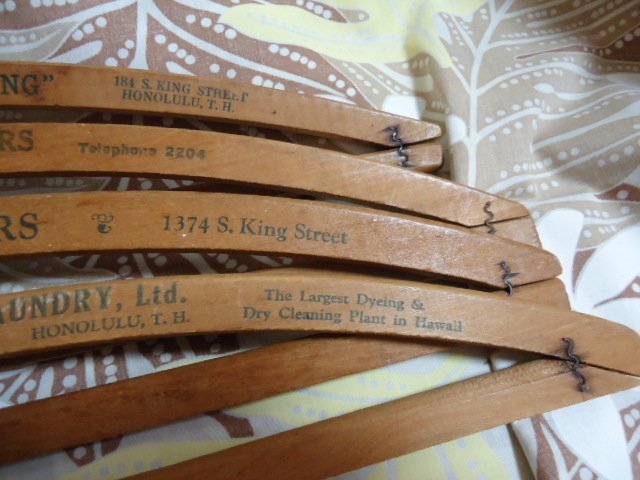 NG”
184 S. KING STREET
HONOLULU, T. H.
RS
Telephone 2204
RS
1374 S. King Street
AUNDRY, Ltd.
HONOLULU, T. H.
The Largest Dyeing &
Dry Cleaning Plant in Hawaii